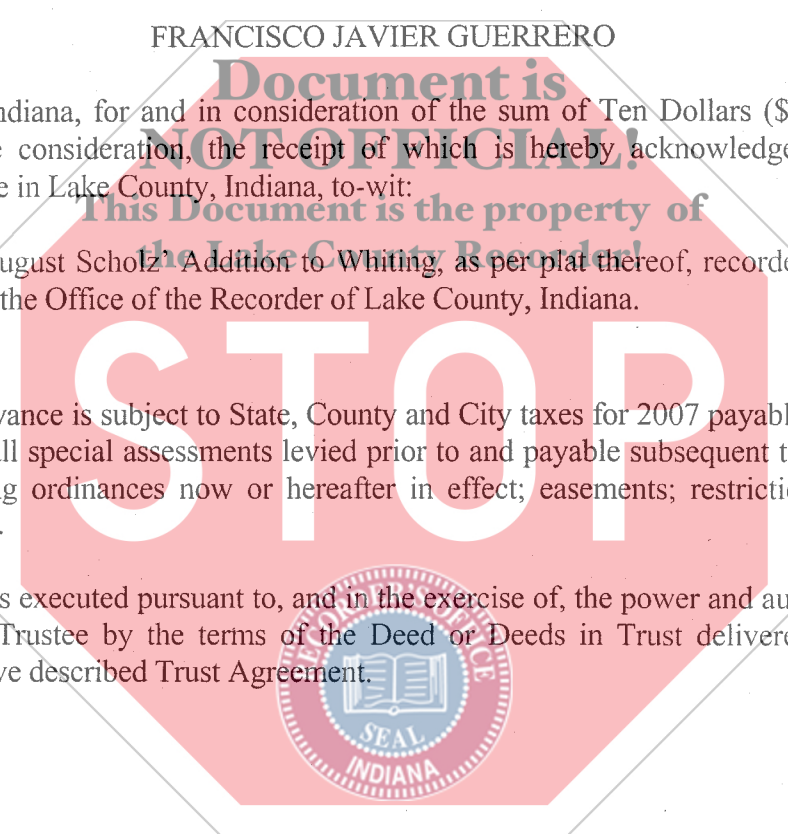 FRANCISCO JAVIER GUERRERO
Document is
ndiana, for and in consideration of the sum of Ten Dollars ($
NOT OFFICIAL!
e consideration, the receipt of which is hereby acknowledge
e in Lake County, Indiana, to-wit:
This Document is the property of
the Lake County Recorder!
ugust Scholz' Addition to Whiting, as per plat thereof, recorde
the Office of the Recorder of Lake County, Indiana.
STOP
vance is subject to State, County and City taxes for 2007 payabl
ll special assessments levied prior to and payable subsequent t
g ordinances now or hereafter in effect; easements; restricti
s executed pursuant to, and in the exercise of, the power and au
Trustee by the terms of the Deed or Deeds in Trust delivere
ve described Trust Agreement.
RECORDER'S OFFICE
SEAL
INDIANA